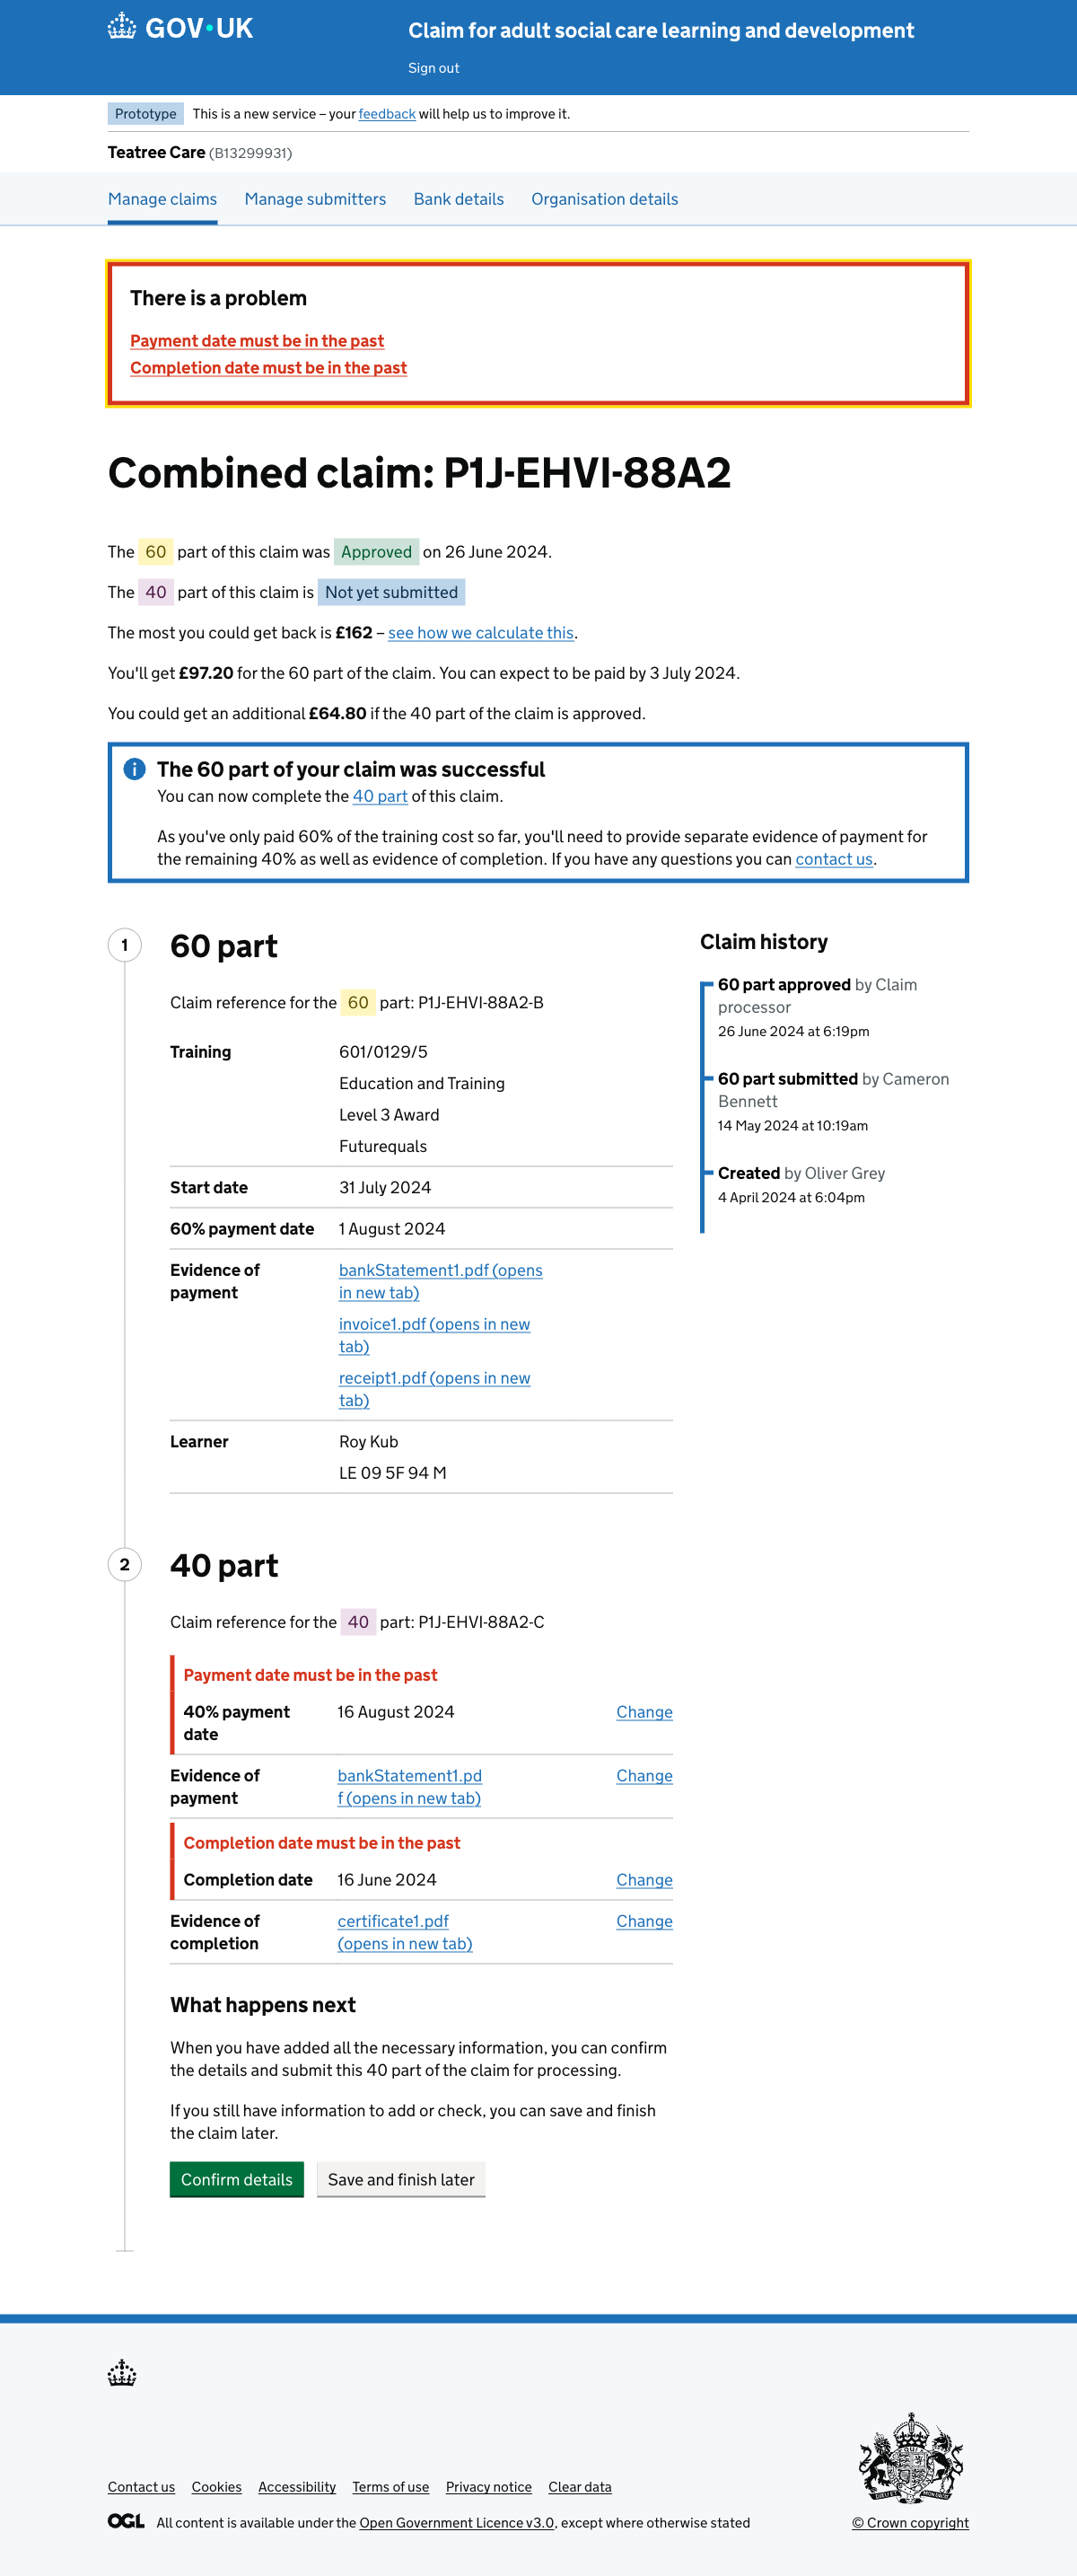 GOV·UK
Claim for adult social care learning and development
Sign out
Prototype This is a new service – your feedback will help us to improve it.
Teatree Care (B13299931)
Manage claims Manage submitters Bank details Organisation details
There is a problem
Payment date must be in the past
Completion date must be in the past
Combined claim: P1J-EHVI-88A2
The 60 part of this claim was Approved on 26 June 2024.
The 40 part of this claim is Not yet submitted
The most you could get back is £162 – see how we calculate this.
You'll get £97.20 for the 60 part of the claim. You can expect to be paid by 3 July 2024.
You could get an additional £64.80 if the 40 part of the claim is approved.
The 60 part of your claim was successful
You can now complete the 40 part of this claim.
As you've only paid 60% of the training cost so far, you'll need to provide separate evidence of payment for
the remaining 40% as well as evidence of completion. If you have any questions you can contact us.
1
60 part
Claim reference for the 60 part: P1J-EHVI-88A2-B
Training 601/0129/5
Education and Training
Level 3 Award
Futurequals
Start date 31 July 2024
60% payment date 1 August 2024
Evidence of
payment
bankStatement1.pdf (opens
in new tab)
invoice1.pdf (opens in new
tab)
receipt1.pdf (opens in new
tab)
Learner Roy Kub
LE 09 5F 94 M
Claim history
60 part approved by Claim
processor
26 June 2024 at 6:19pm
60 part submitted by Cameron
Bennett
14 May 2024 at 10:19am
Created by Oliver Grey
4 April 2024 at 6:04pm
2
40 part
Claim reference for the 40 part: P1J-EHVI-88A2-C
Payment date must be in the past
40% payment
date
16 August 2024 Change
Evidence of
payment
bankStatement1.pd
f (opens in new tab)
Change
Completion date must be in the past
Completion date 16 June 2024 Change
Evidence of
completion
certificate1.pdf
(opens in new tab)
Change
What happens next
When you have added all the necessary information, you can confirm
the details and submit this 40 part of the claim for processing.
If you still have information to add or check, you can save and finish
the claim later.
Confirm details Save and finish later
Contact us Cookies Accessibility Terms of use Privacy notice Clear data
OGL All content is available under the Open Government Licence v3.0, except where otherwise stated
© Crown copyright